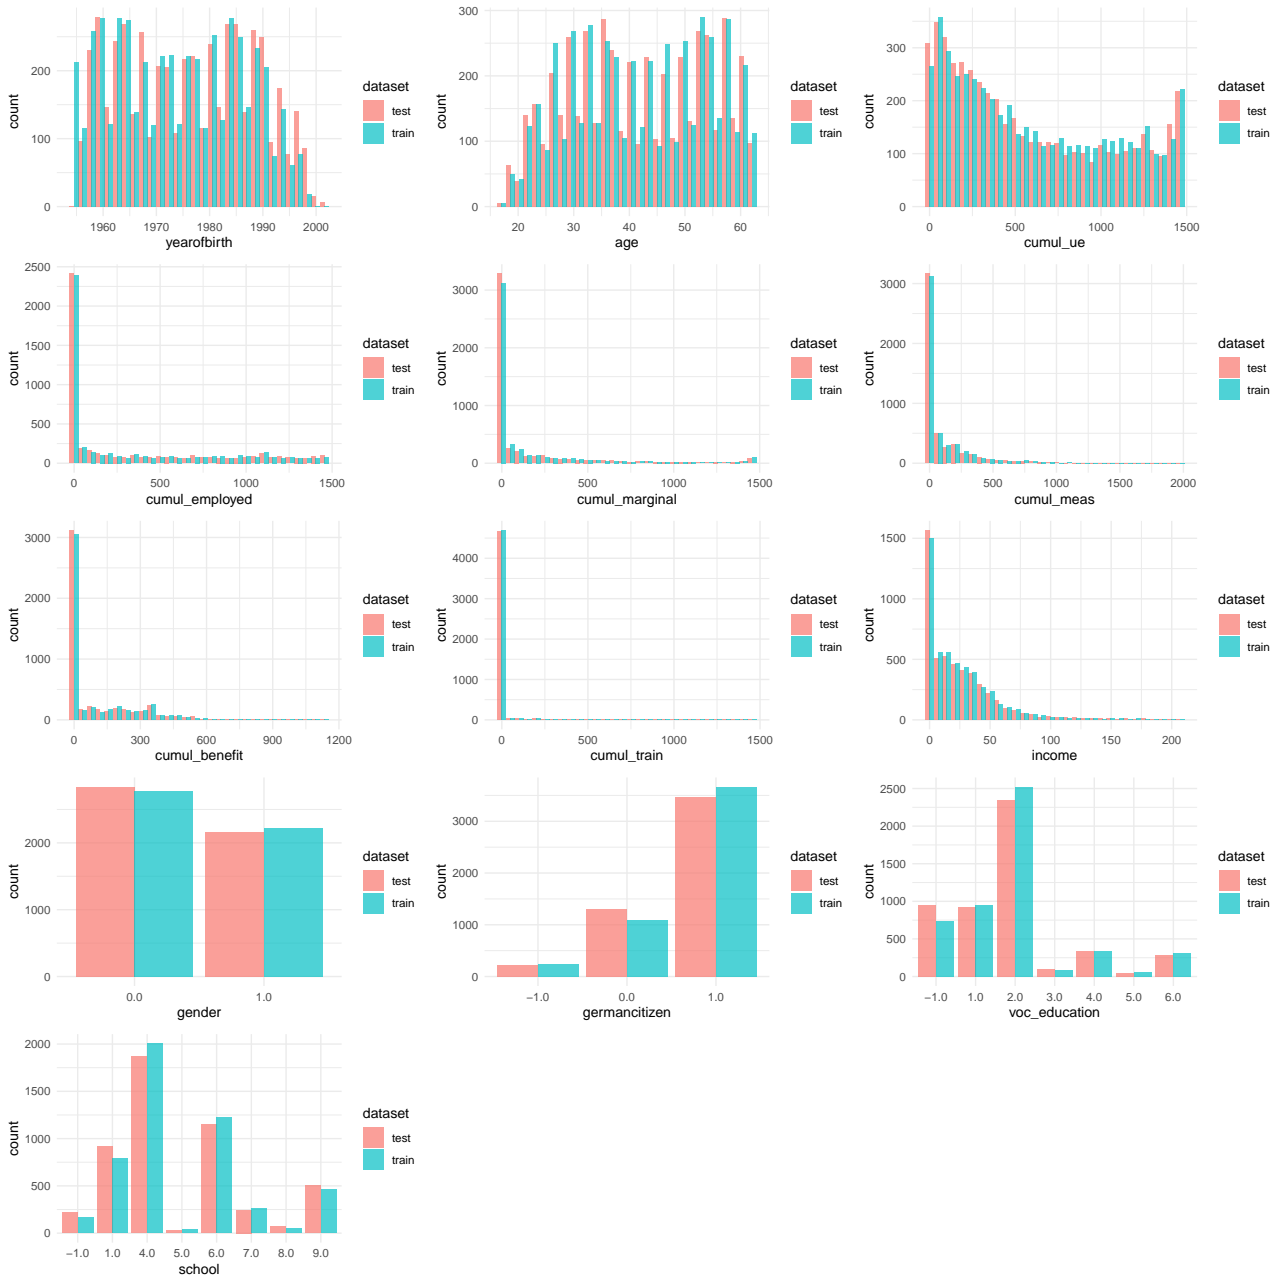 count
200
100
0
1960 1970 1980 1990 2000
yearofbirth
dataset
test
train
count
300
200
100
0
20 30 40 50 60
age
dataset
test
train
count
300
200
100
0
0 500 1000 1500
cumul_ue
dataset
test
train
count
2500
2000
1500
1000
500
0
0 500 1000 1500
cumul_employed
dataset
test
train
count
3000
2000
1000
0
0 500 1000 1500
cumul_marginal
dataset
test
train
count
3000
2000
1000
0
0 500 1000 1500 2000
cumul_meas
dataset
test
train
count
3000
2000
1000
0
0 300 600 900 1200
cumul_benefit
dataset
test
train
count
4000
3000
2000
1000
0
0 500 1000 1500
cumul_train
dataset
test
train
count
1500
1000
500
0
0 50 100 150 200
income
dataset
test
train
count
2000
1000
0
0.0 1.0
gender
dataset
test
train
count
3000
2000
1000
0
−1.0 0.0 1.0
germancitizen
dataset
test
train
count
2500
2000
1500
1000
500
0
−1.0 1.0 2.0 3.0 4.0 5.0 6.0
voc_education
dataset
test
train
count
2000
1500
1000
500
0
−1.0 1.0 4.0 5.0 6.0 7.0 8.0 9.0
school
dataset
test
train